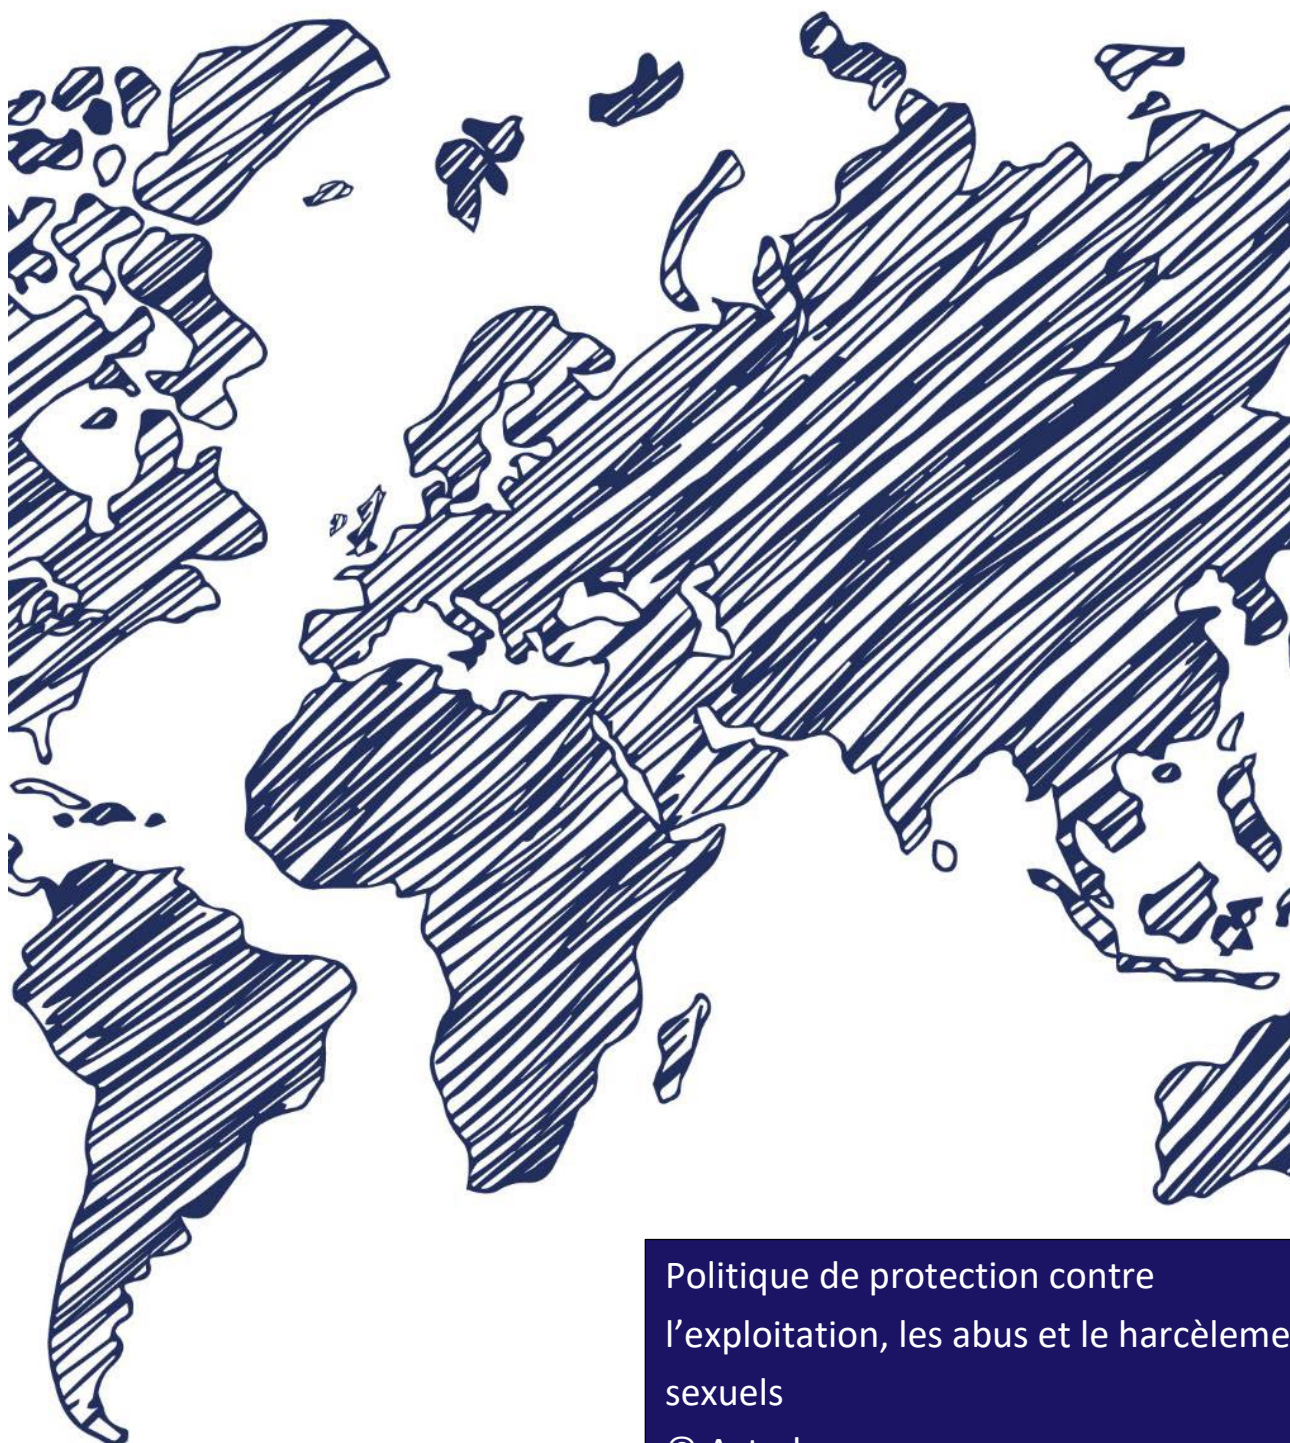 Politique de protection contre
l’exploitation, les abus et le harcèleme
sexuels